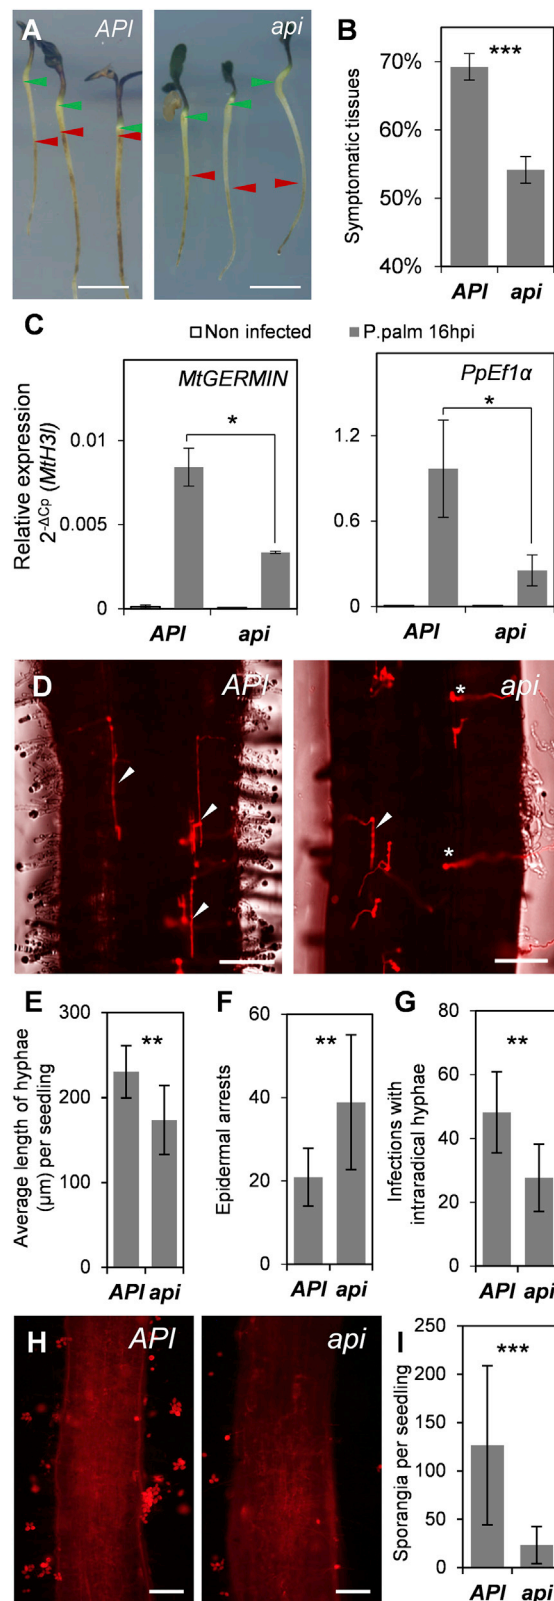 A API api
B
Symptomatic tissues
70%
60%
50%
40%
***
API api
C
Non infected P.palm 16hpi
Relative expression
2-ΔCp (MtH3l)
MtGERMIN
0.01
0.005
0
*
API api
PpEf1α
1.2
0.6
0
*
API api
D API api
*
*
E
Average length of hyphae
(µm) per seedling
300
200
100
0
**
API api
F
Epidermal arrests
60
40
20
0
**
API api
G
Infections with
intraradical hyphae
80
60
40
20
0
**
API api
H API api
I
Sporangia per seedling
250
200
150
100
50
0
***
API api